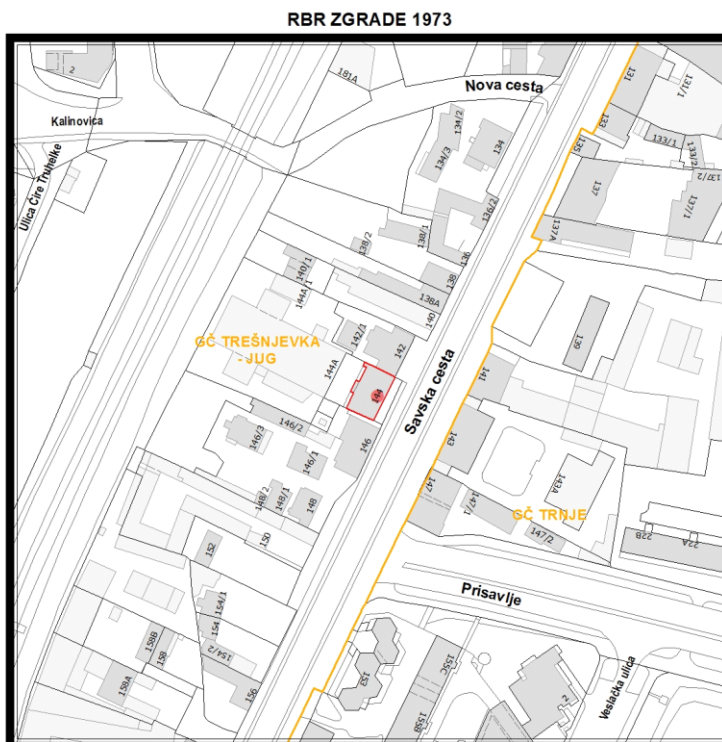 RBR ZGRADE 1973
2
181A
Nova cesta
131
131/1
Kalinovica
133
133/1
133/2
134/2
134
134/3
135
137/2
137
137/1
Ulica Ćire Truhelke
136/2
137A
138/1
138/2
136
140/1
138
138A
144A/1
140
139
142/1
142
GČ TREŠNJEVKA
- JUG
144A
Savska cesta
141
144
146/2
146
146/3
143
146/1
147
143A
148/2
148/1
148
147/1
GČ TRNJE
150
147/2
22B
22A
152
Prisavlje
154/1
154
158B
158
154/2
155C
153
158A
156
2
Veslačka ulica
155B